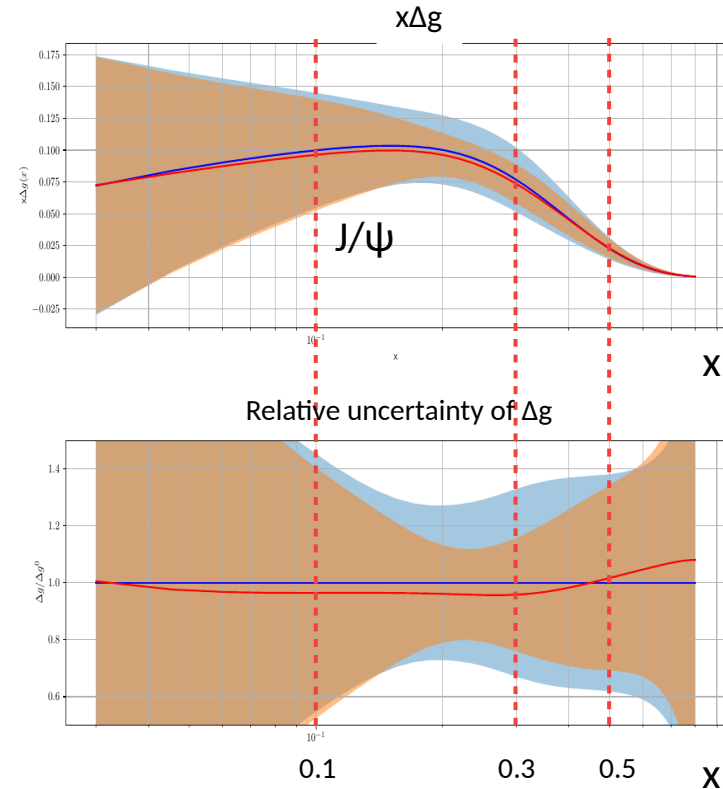 xΔg
0.175
0.150
0.125
0.100
0.075
0.050
0.025
0.000
−0.025
xΔg(x)
J/ψ
10⁻¹
x
x
Relative uncertainty of Δg
1.4
1.2
1.0
0.8
0.6
Δg/Δg⁰
10⁻¹
0.1 0.3 0.5 x